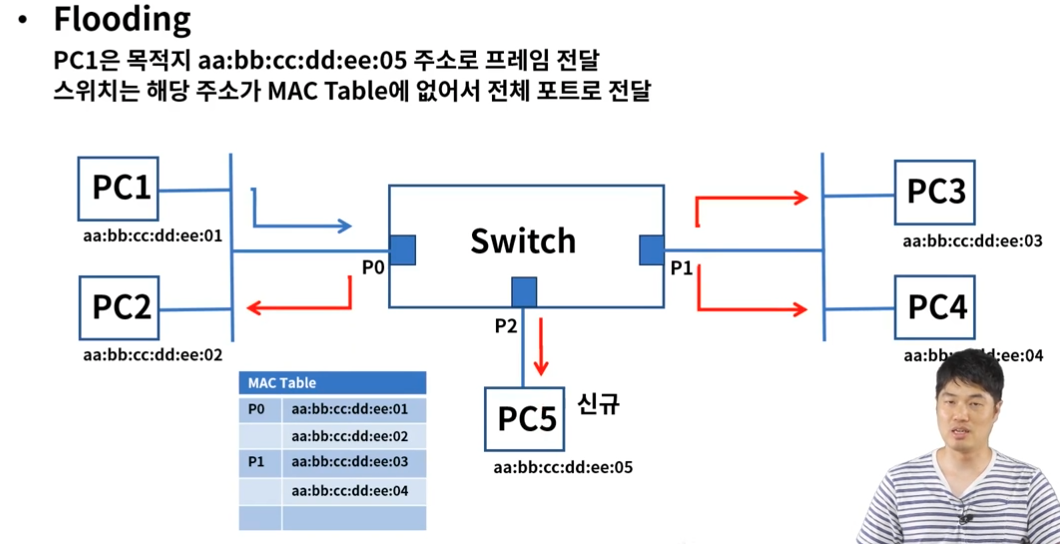 • Flooding
PC1은 목적지 aa:bb:cc:dd:ee:05 주소로 프레임 전달
스위치는 해당 주소가 MAC Table에 없어서 전체 포트로 전달
PC1
aa:bb:cc:dd:ee:01
PC2
aa:bb:cc:dd:ee:02
Switch
P0
P1
P2
PC3
aa:bb:cc:dd:ee:03
PC4
aa:bb d:ee:04
PC5
신규
aa:bb:cc:dd:ee:05
MAC Table
P0 aa:bb:cc:dd:ee:01
aa:bb:cc:dd:ee:02
P1 aa:bb:cc:dd:ee:03
aa:bb:cc:dd:ee:04